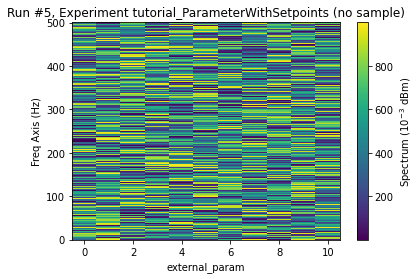 Run #5, Experiment tutorial_ParameterWithSetpoints (no sample)
500
400
300
200
100
0
Freq Axis (Hz)
0 2 4 6 8 10
external_param
800
600
400
200
Spectrum (10⁻³ dBm)